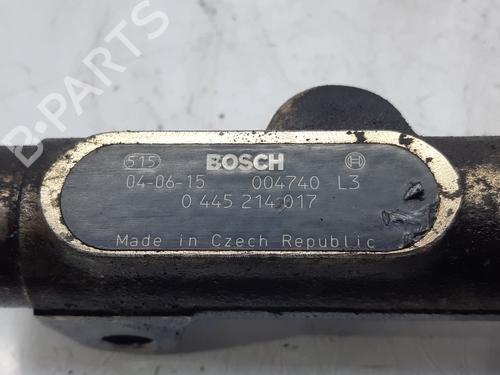 515 BOSCH
04-06-15 004740 L3
0 445 214 017
Made in Czech Republic
B-PARTS